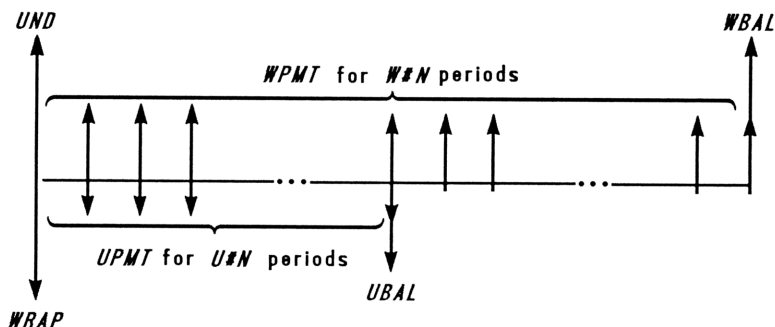 UND
WBAL
WPMT for W#N periods
...
...
UPMT for U#N periods
UBAL
WRAP